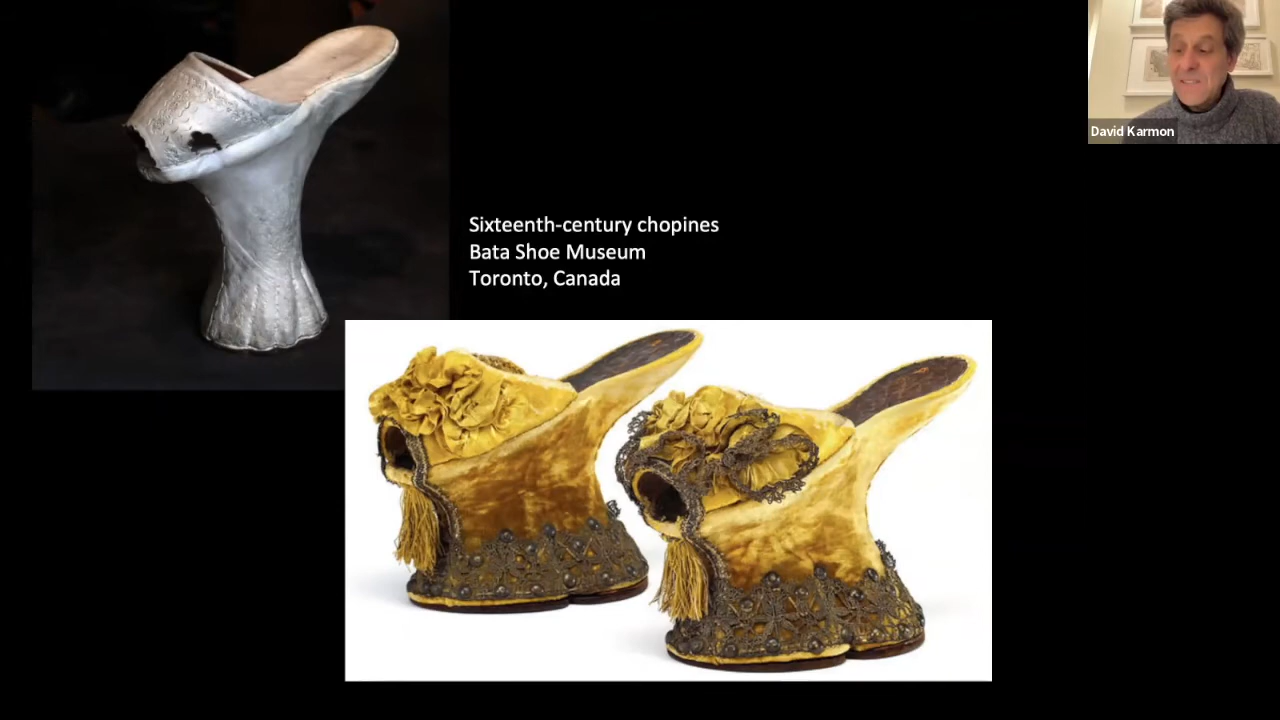 David Karmon
Sixteenth-century chopines
Bata Shoe Museum
Toronto, Canada